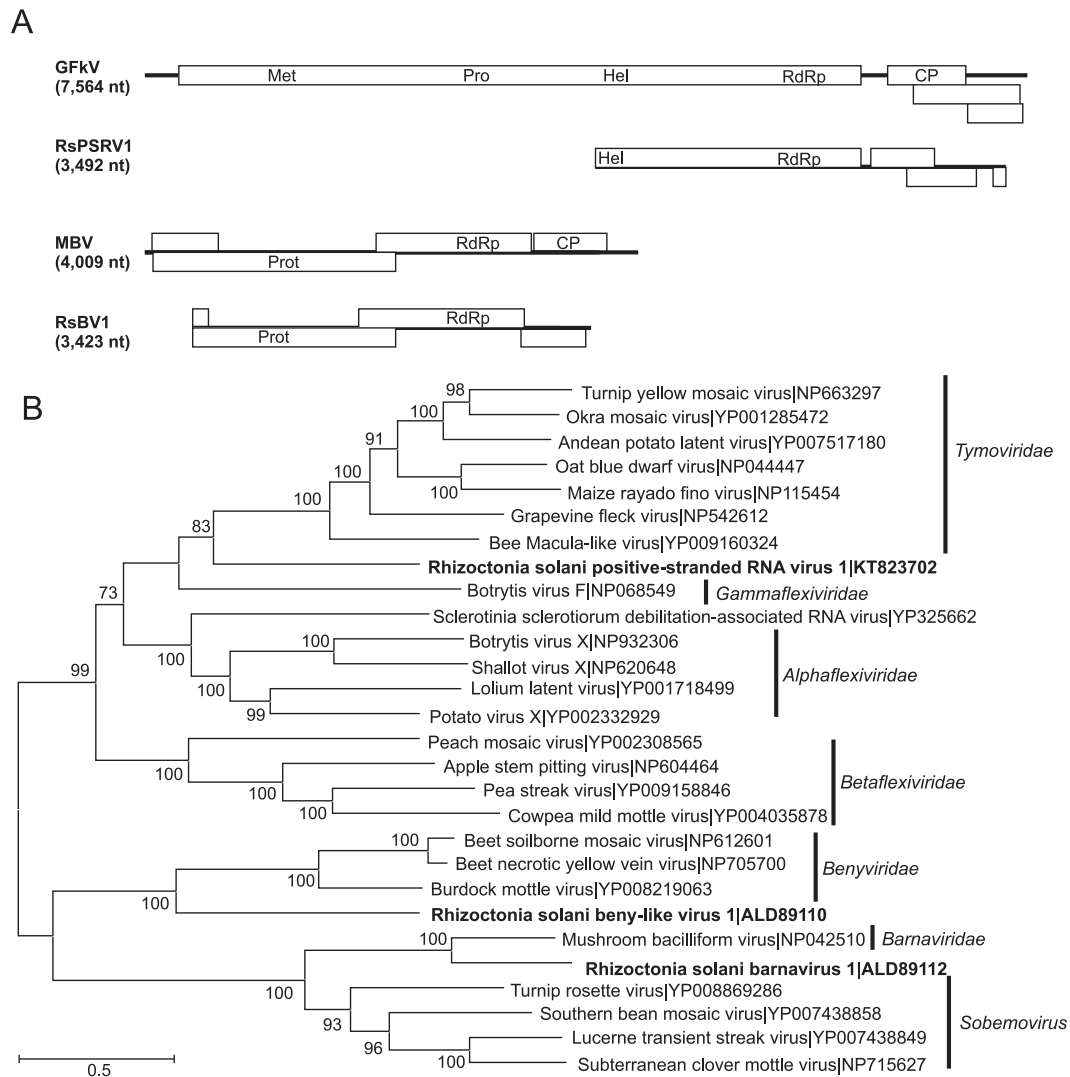 A
GFkV
(7,564 nt)
Met Pro Hel RdRp CP
RsPSRV1
(3,492 nt)
Hel RdRp
MBV
(4,009 nt)
RdRp CP
Prot
RsBV1
(3,423 nt)
RdRp
Prot
B
98
Turnip yellow mosaic virus|NP663297
100
Okra mosaic virus|YP001285472
91
Andean potato latent virus|YP007517180
Tymoviridae
100
Oat blue dwarf virus|NP044447
100
Maize rayado fino virus|NP115454
100
Grapevine fleck virus|NP542612
83
Bee Macula-like virus|YP009160324
Rhizoctonia solani positive-stranded RNA virus 1|KT823702
73
Botrytis virus F|NP068549
Gammaflexiviridae
Sclerotinia sclerotiorum debilitation-associated RNA virus|YP325662
100
100
Botrytis virus X|NP932306
99
Shallot virus X|NP620648
Alphaflexiviridae
100
Lolium latent virus|YP001718499
99
Potato virus X|YP002332929
Peach mosaic virus|YP002308565
100
Apple stem pitting virus|NP604464
Betaflexiviridae
100
Pea streak virus|YP009158846
100
Cowpea mild mottle virus|YP004035878
100
Beet soilborne mosaic virus|NP612601
Beet necrotic yellow vein virus|NP705700
Benyviridae
100
Burdock mottle virus|YP008219063
100
Rhizoctonia solani beny-like virus 1|ALD89110
100
Mushroom bacilliform virus|NP042510
Barnaviridae
Rhizoctonia solani barnavirus 1|ALD89112
100
Turnip rosette virus|YP008869286
93
Southern bean mosaic virus|YP007438858
Sobemovirus
96
Lucerne transient streak virus|YP007438849
100
Subterranean clover mottle virus|NP715627
0.5